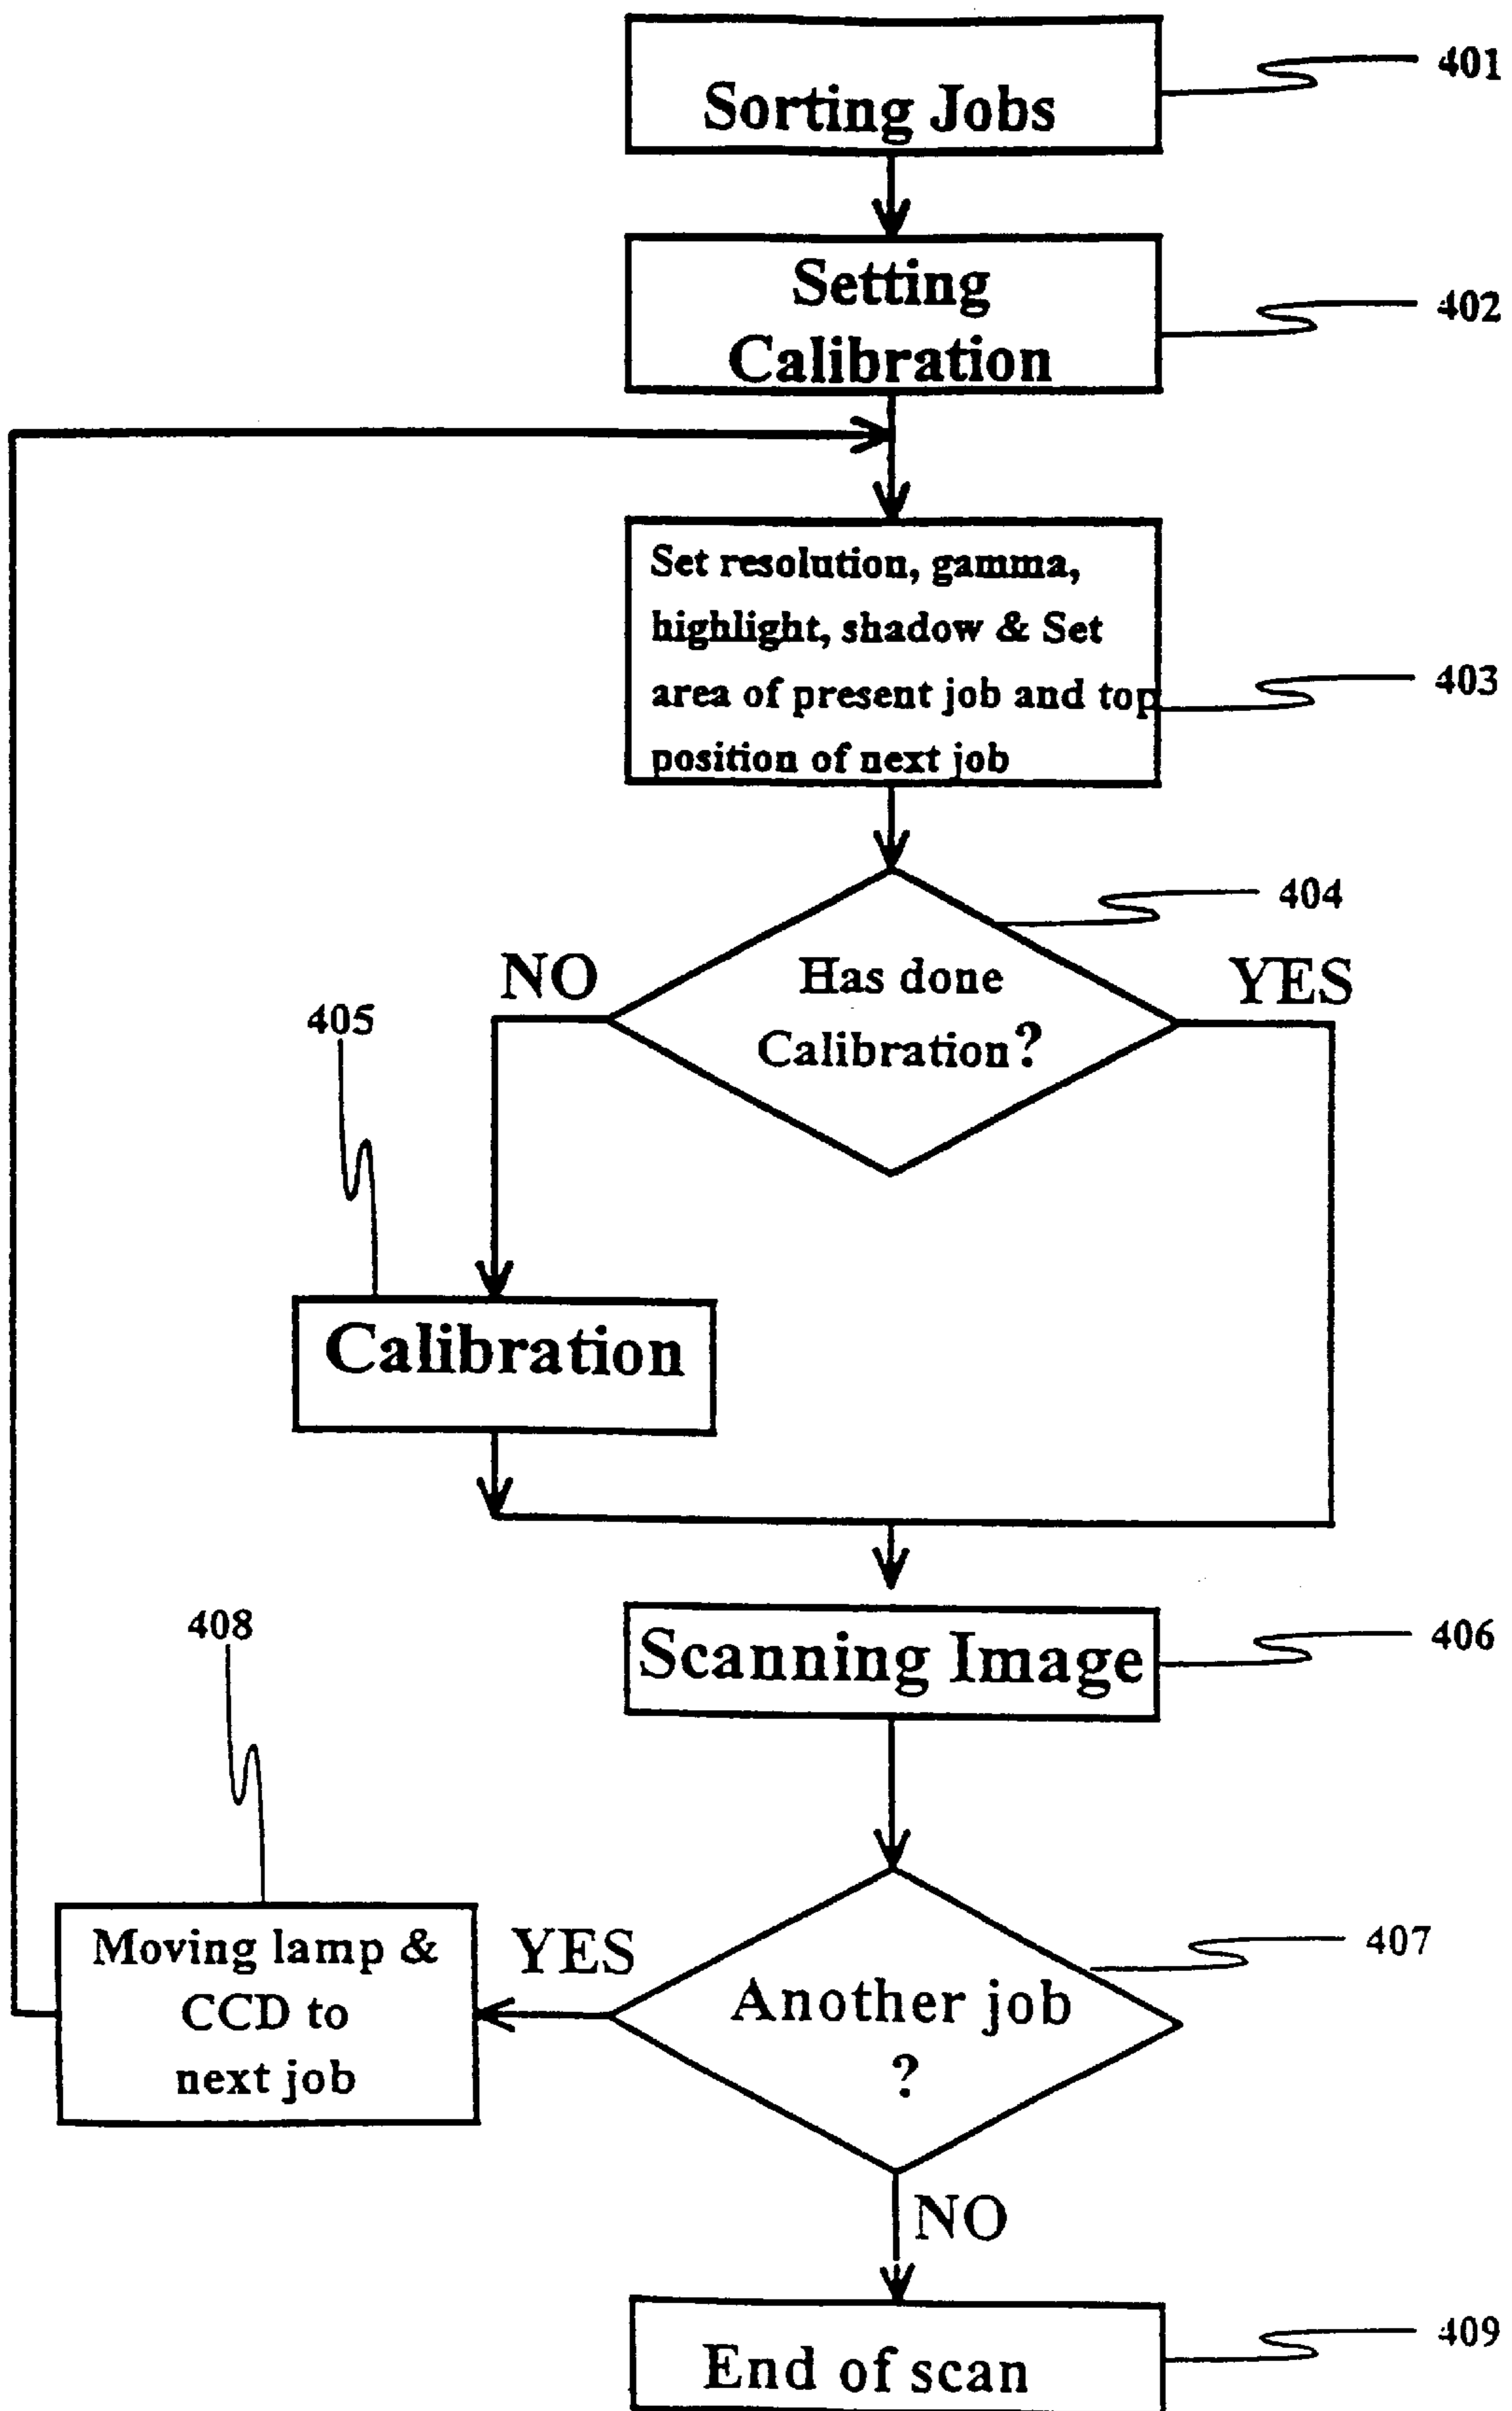 Sorting Jobs
401
Setting
Calibration
402
Set resolution, gamma,
highlight, shadow & Set
area of present job and top
position of next job
403
404
Has done
Calibration?
NO
YES
405
Calibration
Scanning Image
406
408
Moving lamp &
CCD to
next job
YES
Another job
?
407
NO
End of scan
409